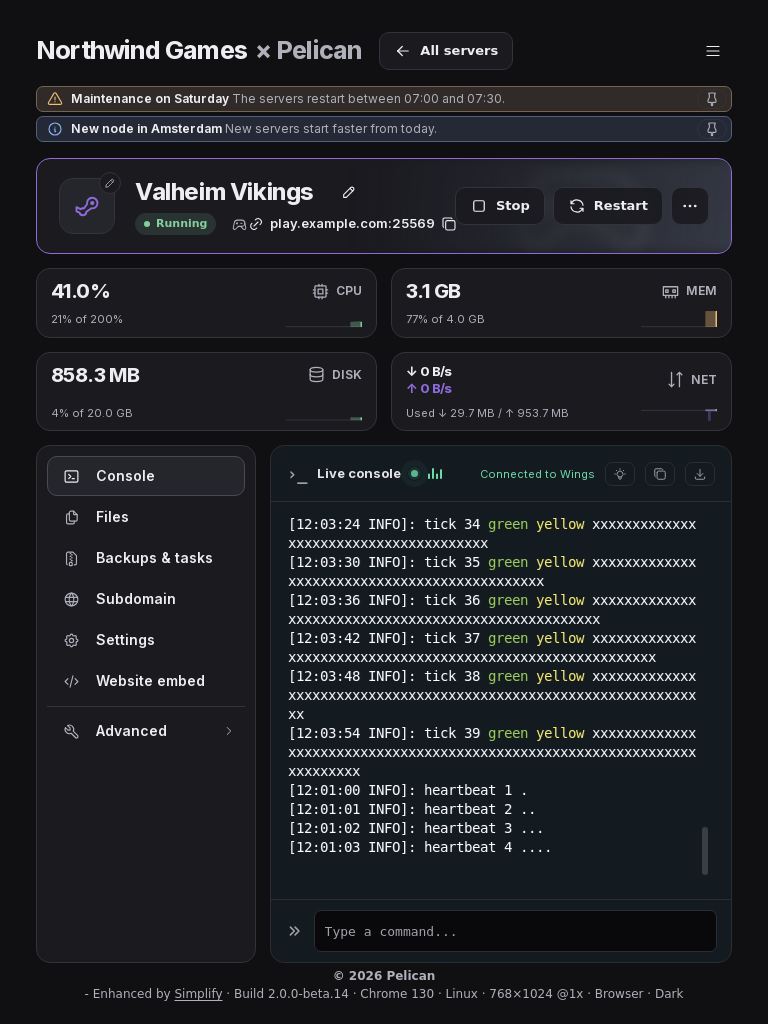 Northwind Games × Pelican
All servers
Maintenance on Saturday The servers restart between 07:00 and 07:30.
New node in Amsterdam New servers start faster from today.
Valheim Vikings
Running
play.example.com:25569
Stop
Restart
41.0%
CPU
21% of 200%
3.1 GB
MEM
77% of 4.0 GB
858.3 MB
DISK
4% of 20.0 GB
↓ 0 B/s
↑ 0 B/s
NET
Used ↓ 29.7 MB / ↑ 953.7 MB
Console
Files
Backups & tasks
Subdomain
Settings
Website embed
Advanced
Live console
Connected to Wings
[12:03:24 INFO]: tick 34 green yellow xxxxxxxxxxxxx
xxxxxxxxxxxxxxxxxxxxxxxxx
[12:03:30 INFO]: tick 35 green yellow xxxxxxxxxxxxx
xxxxxxxxxxxxxxxxxxxxxxxxxxxxxxxx
[12:03:36 INFO]: tick 36 green yellow xxxxxxxxxxxxx
xxxxxxxxxxxxxxxxxxxxxxxxxxxxxxxxxxxxxxx
[12:03:42 INFO]: tick 37 green yellow xxxxxxxxxxxxx
xxxxxxxxxxxxxxxxxxxxxxxxxxxxxxxxxxxxxxxxxxxxxx
[12:03:48 INFO]: tick 38 green yellow xxxxxxxxxxxxx
xxxxxxxxxxxxxxxxxxxxxxxxxxxxxxxxxxxxxxxxxxxxxxxxxxx
xx
[12:03:54 INFO]: tick 39 green yellow xxxxxxxxxxxxx
xxxxxxxxxxxxxxxxxxxxxxxxxxxxxxxxxxxxxxxxxxxxxxxxxxx
xxxxxxxxx
[12:01:00 INFO]: heartbeat 1 .
[12:01:01 INFO]: heartbeat 2 ..
[12:01:02 INFO]: heartbeat 3 ...
[12:01:03 INFO]: heartbeat 4 ....
Type a command...
© 2026 Pelican
- Enhanced by Simplify · Build 2.0.0-beta.14 · Chrome 130 · Linux · 768×1024 @1x · Browser · Dark